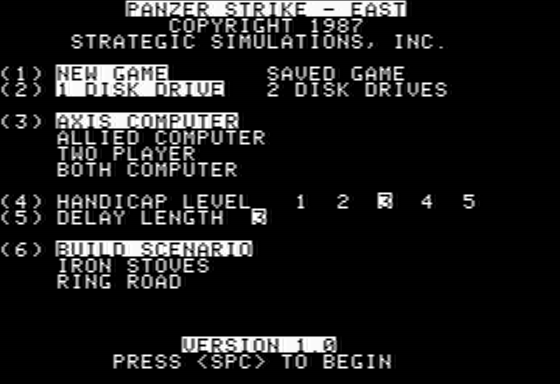 PANZER STRIKE - EAST
COPYRIGHT 1987
STRATEGIC SIMULATIONS, INC.
(1) NEW GAME SAVED GAME
(2) 1 DISK DRIVE 2 DISK DRIVES
(3) AXIS COMPUTER
ALLIED COMPUTER
TWO PLAYER
BOTH COMPUTER
(4) HANDICAP LEVEL 1 2 3 4 5
(5) DELAY LENGTH 3
(6) BUILD SCENARIO
IRON STOVES
RING ROAD
VERSION 1.0
PRESS <SPC> TO BEGIN